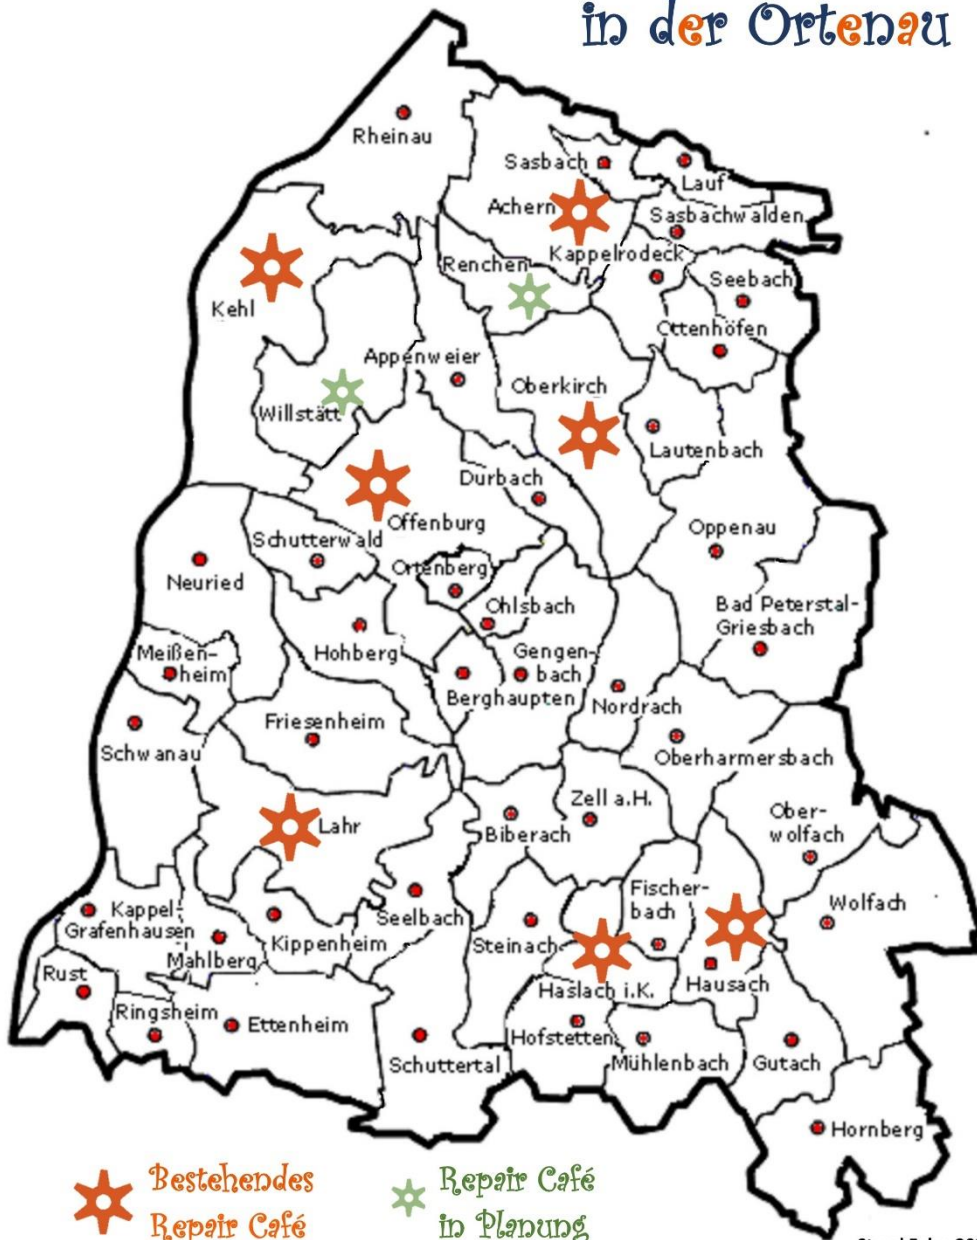 in der Ortenau
Rheinau
Sasbach
Lauf
Achern
Sasbachwalden
Kappelrodeck
Renchen
Seebach
Kehl
Ottenhöfen
Appenweier
Oberkirch
Willstätt
Lautenbach
Durbach
Offenburg
Oppenau
Schutterwald
Ortenberg
Neuried
Ohlsbach
Bad Peterstal-
Griesbach
Meißen-
heim
Hohberg
Gengen-
bach
Berghaupten
Nordrach
Friesenheim
Schwanau
Oberharmersbach
Zell a.H.
Ober-
wolfach
Lahr
Biberach
Fischer-
bach
Wolfach
Kappel-
Grafenhausen
Seelbach
Kippenheim
Steinach
Mahlberg
Rust
Haslach i.K.
Hausach
Ringsheim
Ettenheim
Hofstetten
Mühlenbach
Gutach
Schuttertal
Hornberg
Bestehendes
Repair Café
Repair Café
in Planung